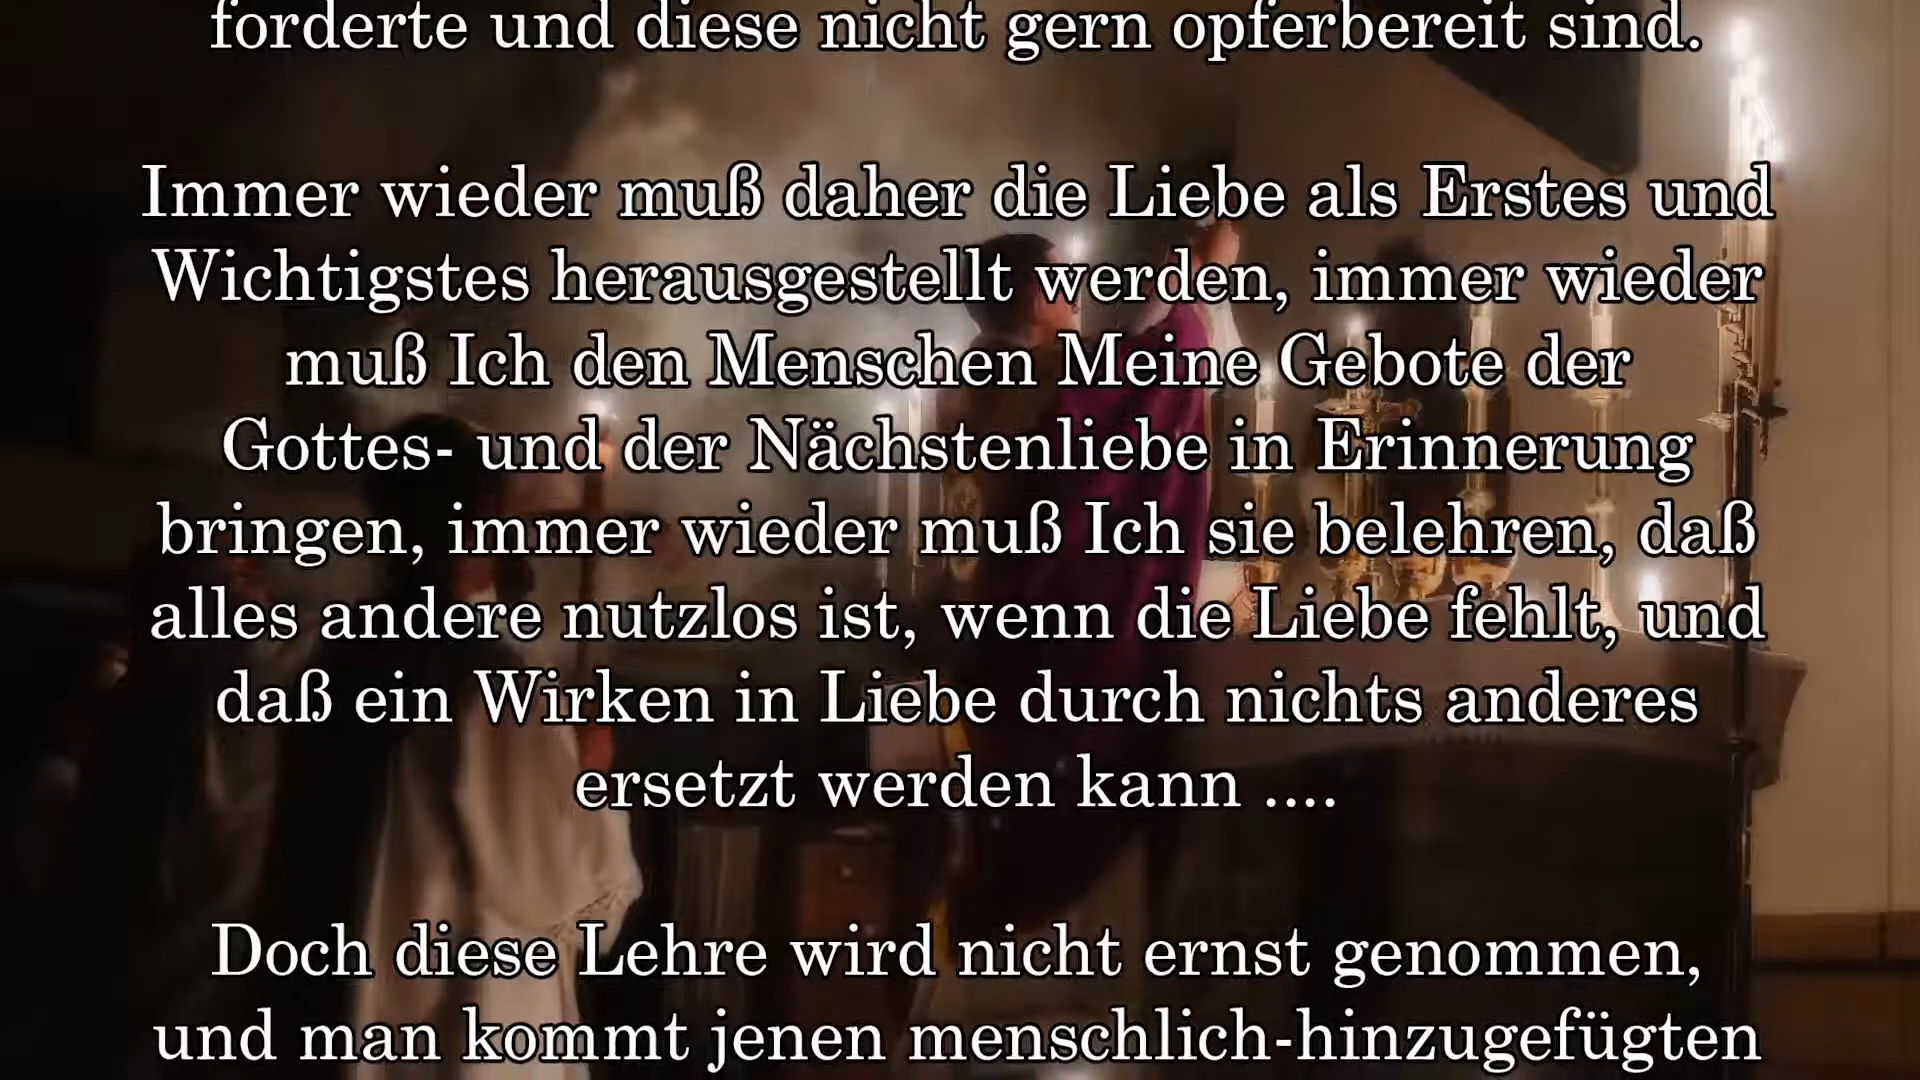 forderte und diese nicht gern opferbereit sind.
Immer wieder muß daher die Liebe als Erstes und
Wichtigstes herausgestellt werden, immer wieder
muß Ich den Menschen Meine Gebote der
Gottes- und der Nächstenliebe in Erinnerung
bringen, immer wieder muß Ich sie belehren, daß
alles andere nutzlos ist, wenn die Liebe fehlt, und
daß ein Wirken in Liebe durch nichts anderes
ersetzt werden kann ....
Doch diese Lehre wird nicht ernst genommen,
und man kommt jenen menschlich-hinzugefügten